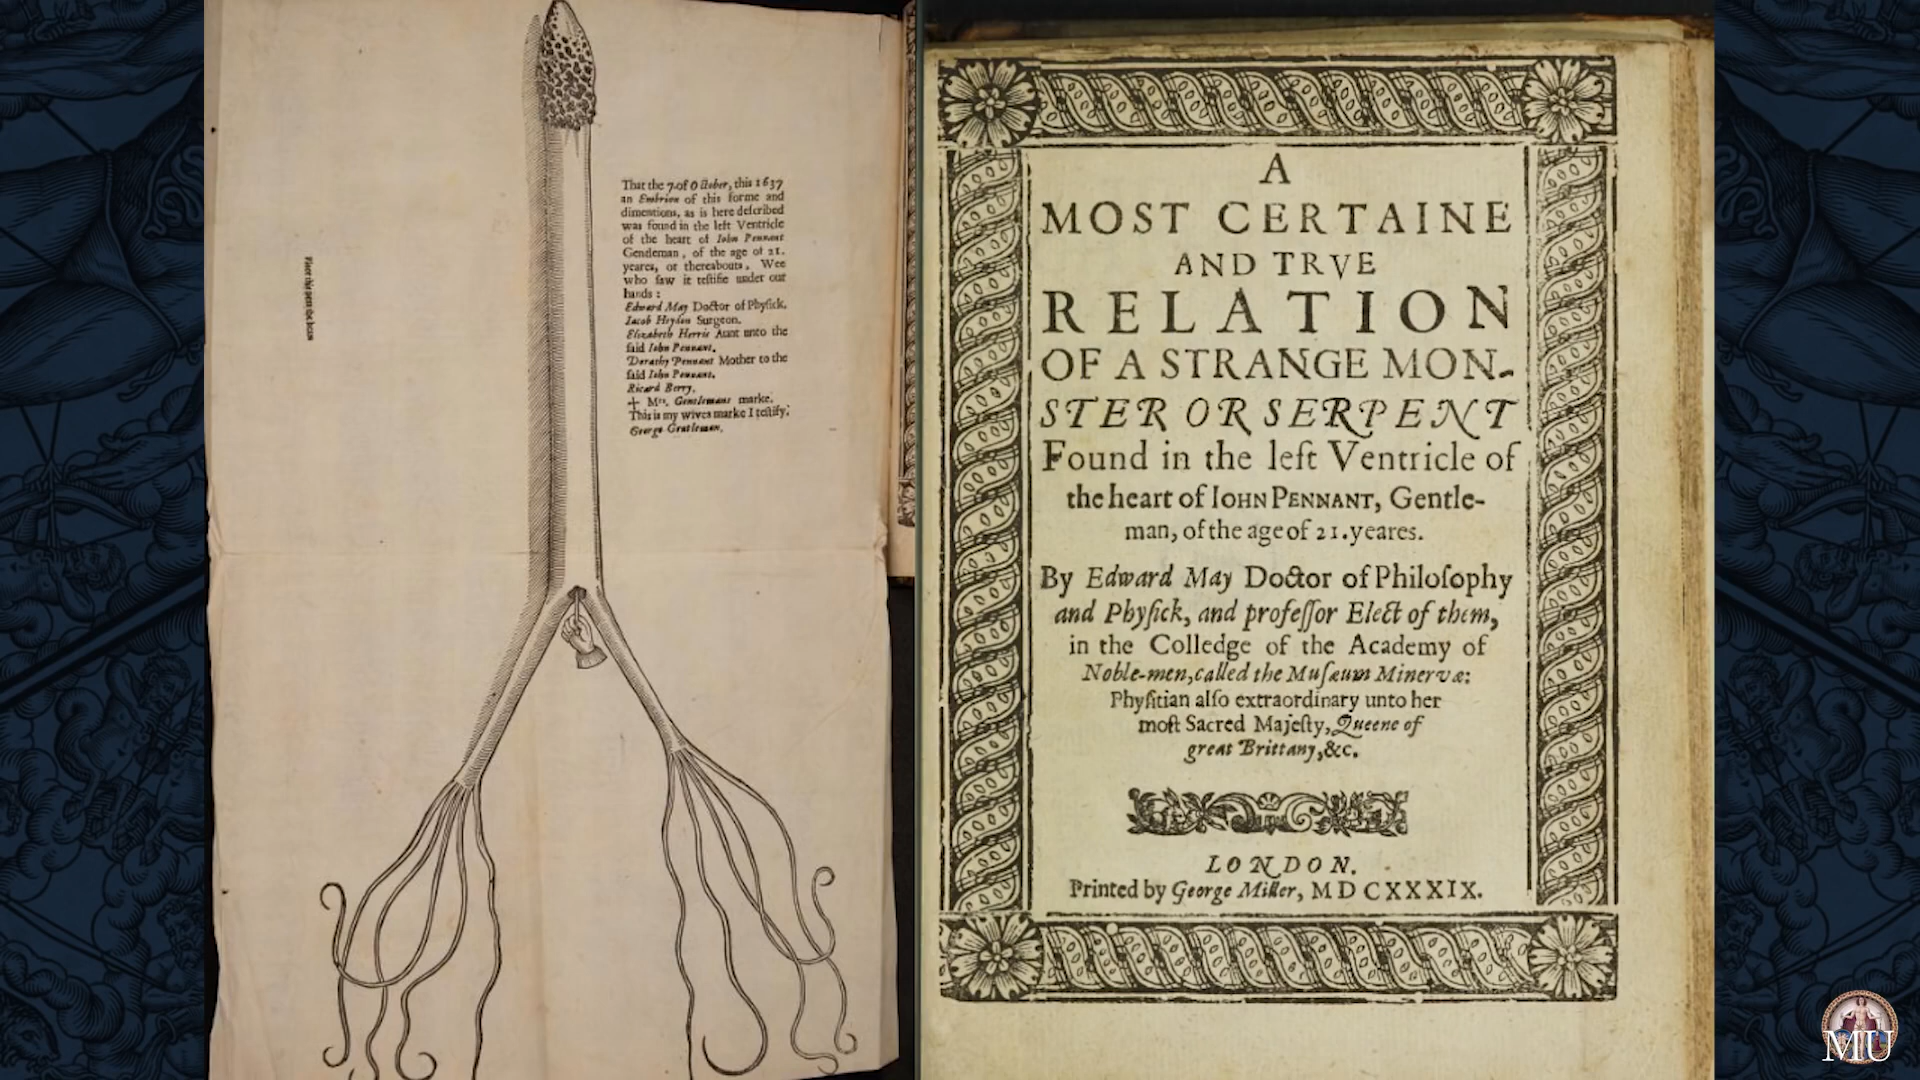 That the 7.of October, this 1637
an Embrion of this forme and
dimentions, as is here deſcribed
was found in the left Ventricle
of the heart of Iohn Pennant
Gentleman, of the age of 21.
yeares, or thereabouts, Wee
who ſaw it teſtifie under our
hands:
Edward May Doctor of Phyſick.
Iacob Heydon Surgeon.
Elizabeth Herris Aunt unto the
ſaid Iohn Pennant.
Dorathy Pennant Mother to the
ſaid Iohn Pennant.
Ricard Berry.
+ Mrs. Gentlemans marke.
This is my wives marke I teſtify.
George Gentleman.
A
MOST CERTAINE
AND TRVE
RELATION
OF A STRANGE MON-
STER OR SERPENT
Found in the left Ventricle of
the heart of IOHN PENNANT, Gentle-
man, of the age of 21.yeares.
By Edward May Doctor of Philoſophy
and Phyſick, and profeſſor Elect of them,
in the Colledge of the Academy of
Noble-men,called the Muſæum Minervæ:
Phyſitian alſo extraordinary unto her
moſt Sacred Majeſty, Queene of
great Brittany,&c.
LONDON.
Printed by George Miller, MDCXXXIX.
MU